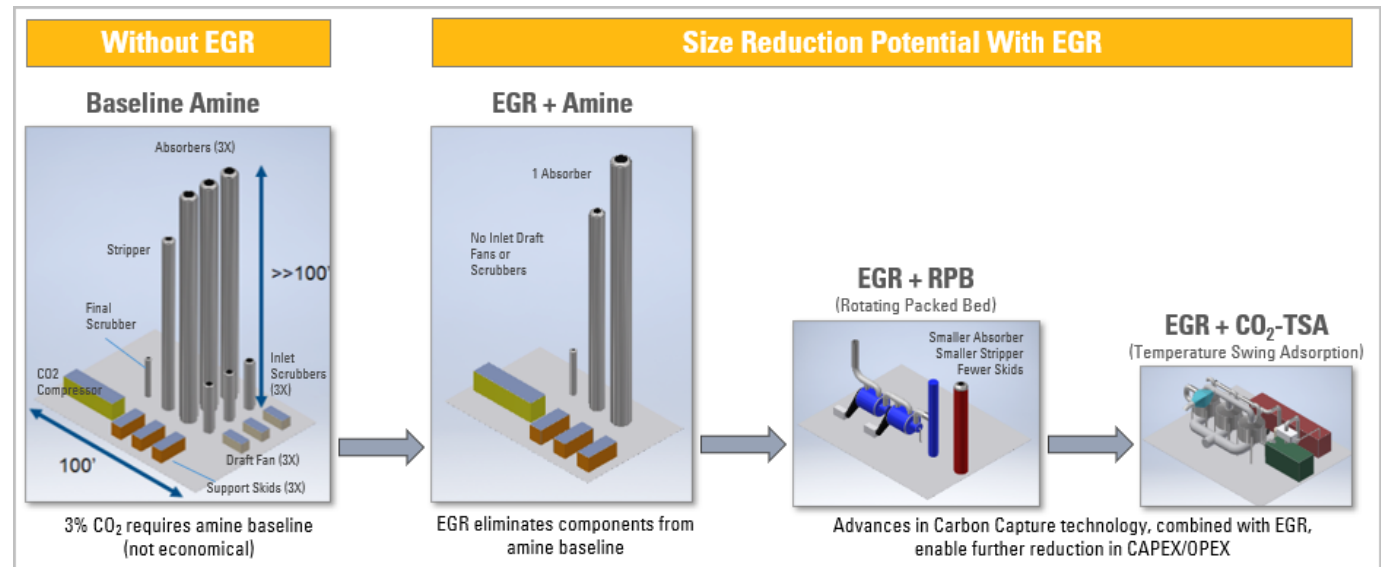 Without EGR
Size Reduction Potential With EGR
Baseline Amine
Absorbers (3X)
Stripper
>>100'
Final
Scrubber
Inlet
Scrubbers
(3X)
CO2
Compressor
100'
Draft Fan (3X)
Support Skids (3X)
3% CO₂ requires amine baseline
(not economical)
EGR + Amine
1 Absorber
No Inlet Draft
Fans or
Scrubbers
EGR eliminates components from
amine baseline
EGR + RPB
(Rotating Packed Bed)
Smaller Absorber
Smaller Stripper
Fewer Skids
EGR + CO₂-TSA
(Temperature Swing Adsorption)
Advances in Carbon Capture technology, combined with EGR,
enable further reduction in CAPEX/OPEX